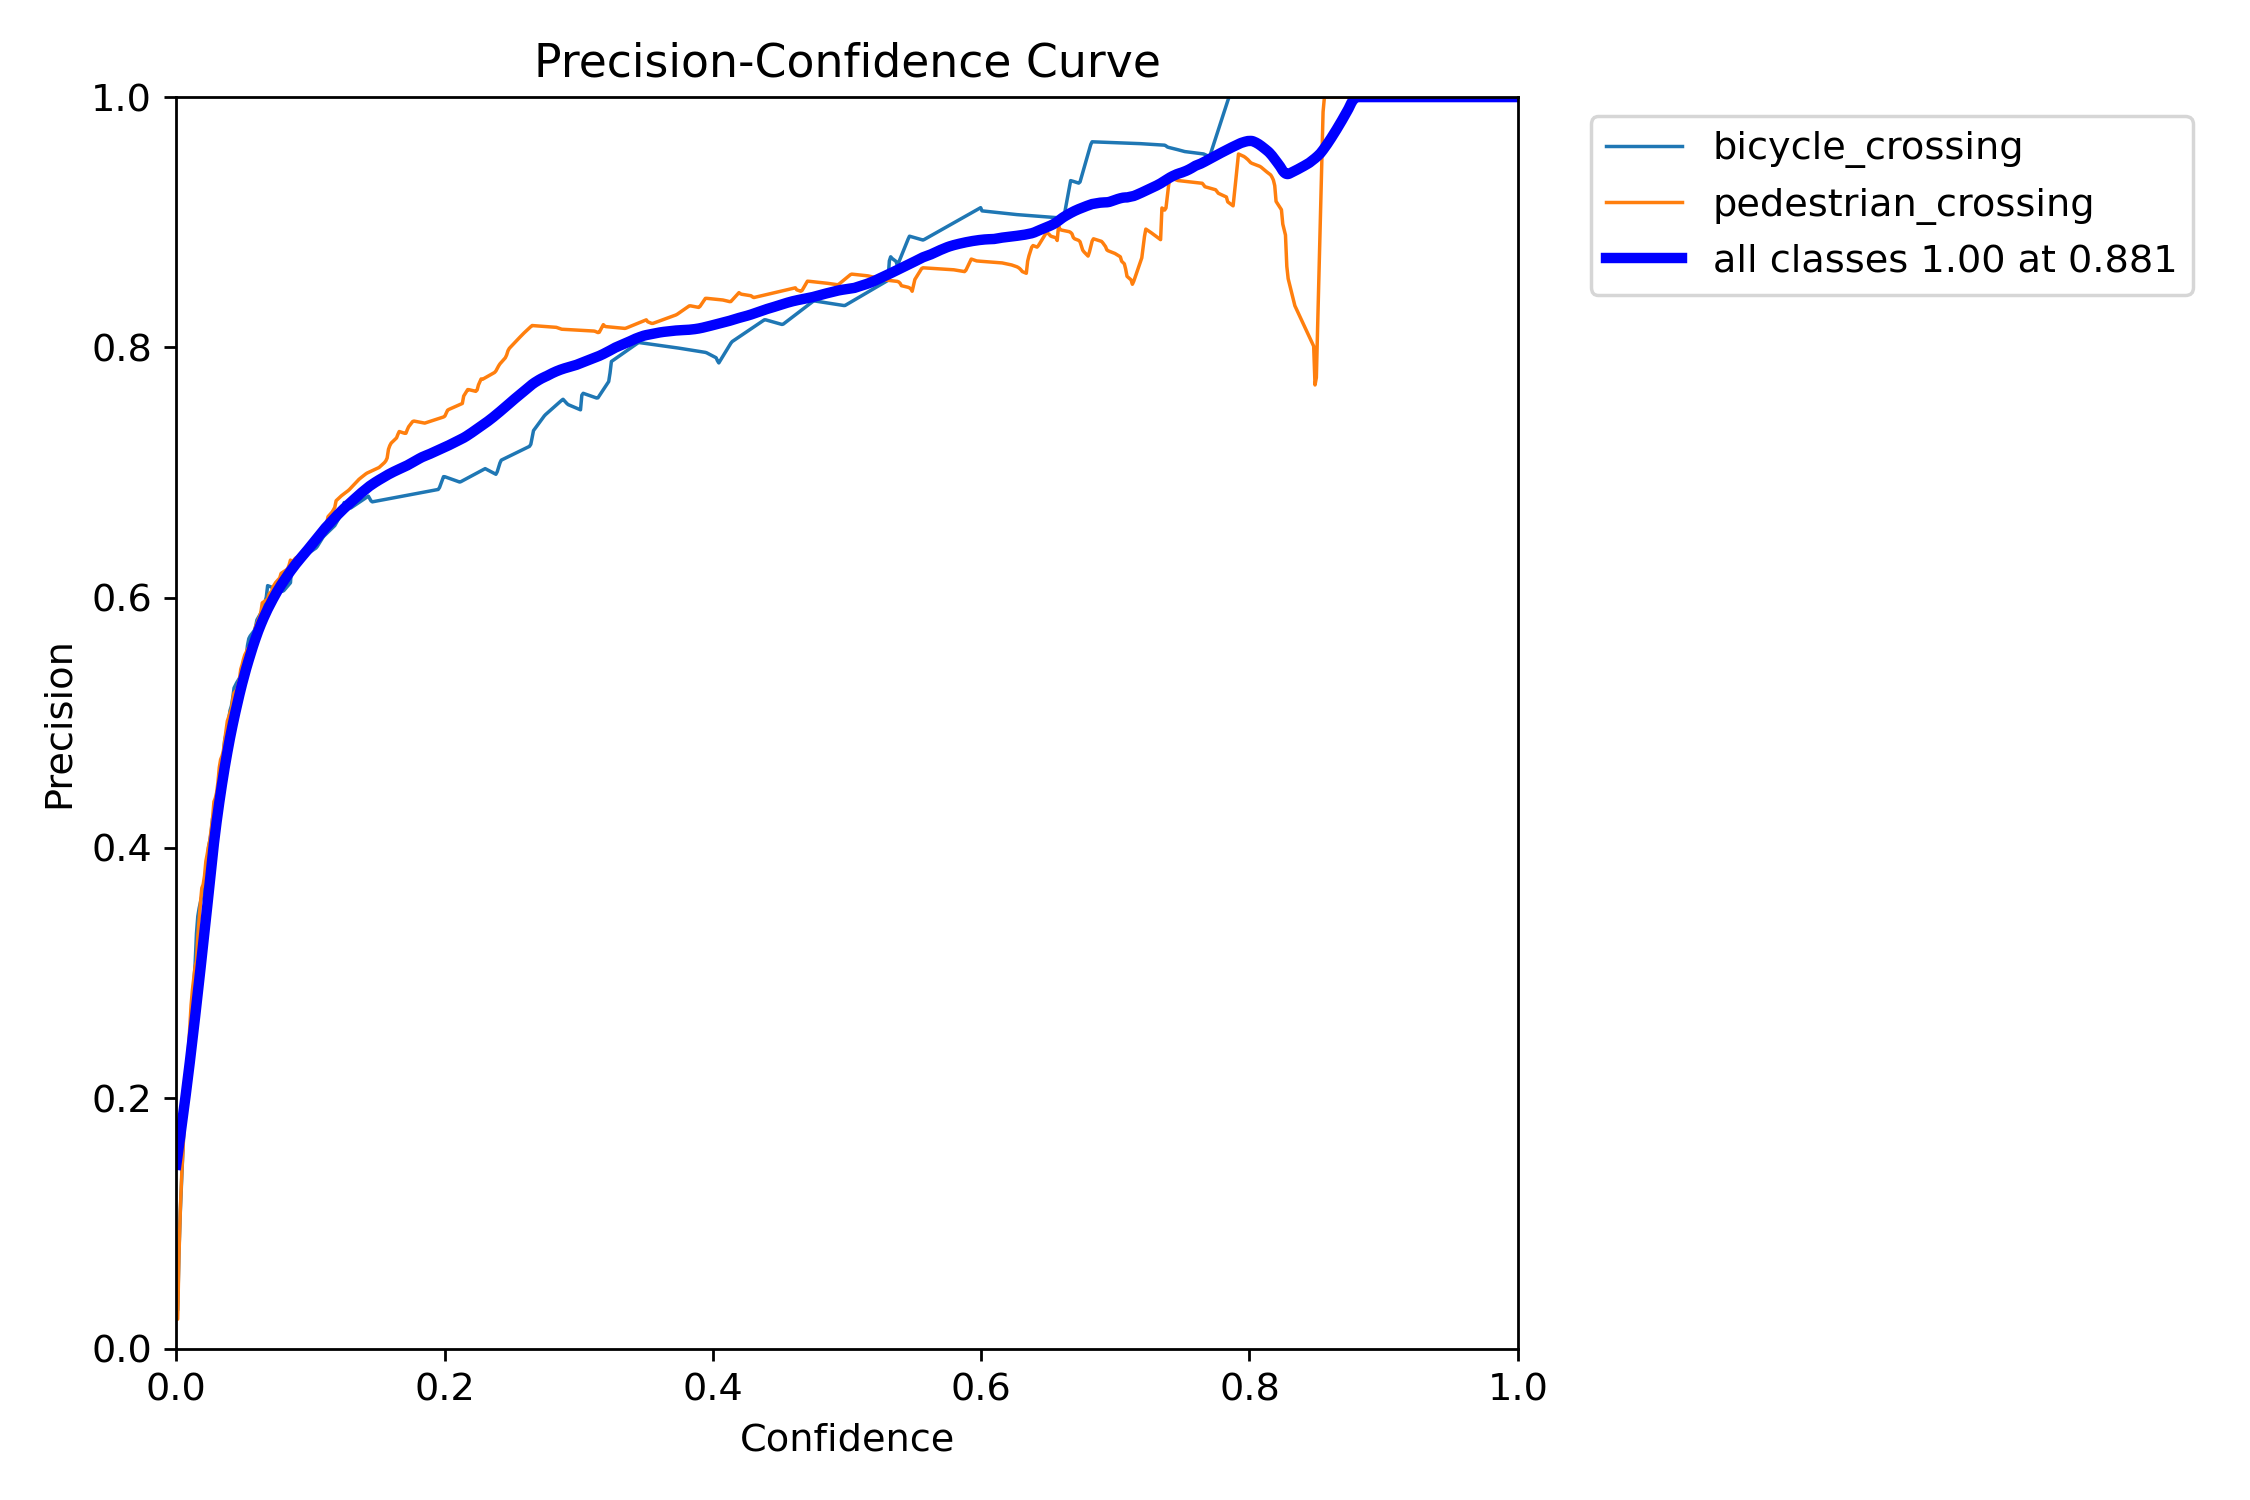 Precision-Confidence Curve
1.0
0.8
0.6
0.4
0.2
0.0
Precision
0.0 0.2 0.4 0.6 0.8 1.0
Confidence
bicycle_crossing
pedestrian_crossing
all classes 1.00 at 0.881